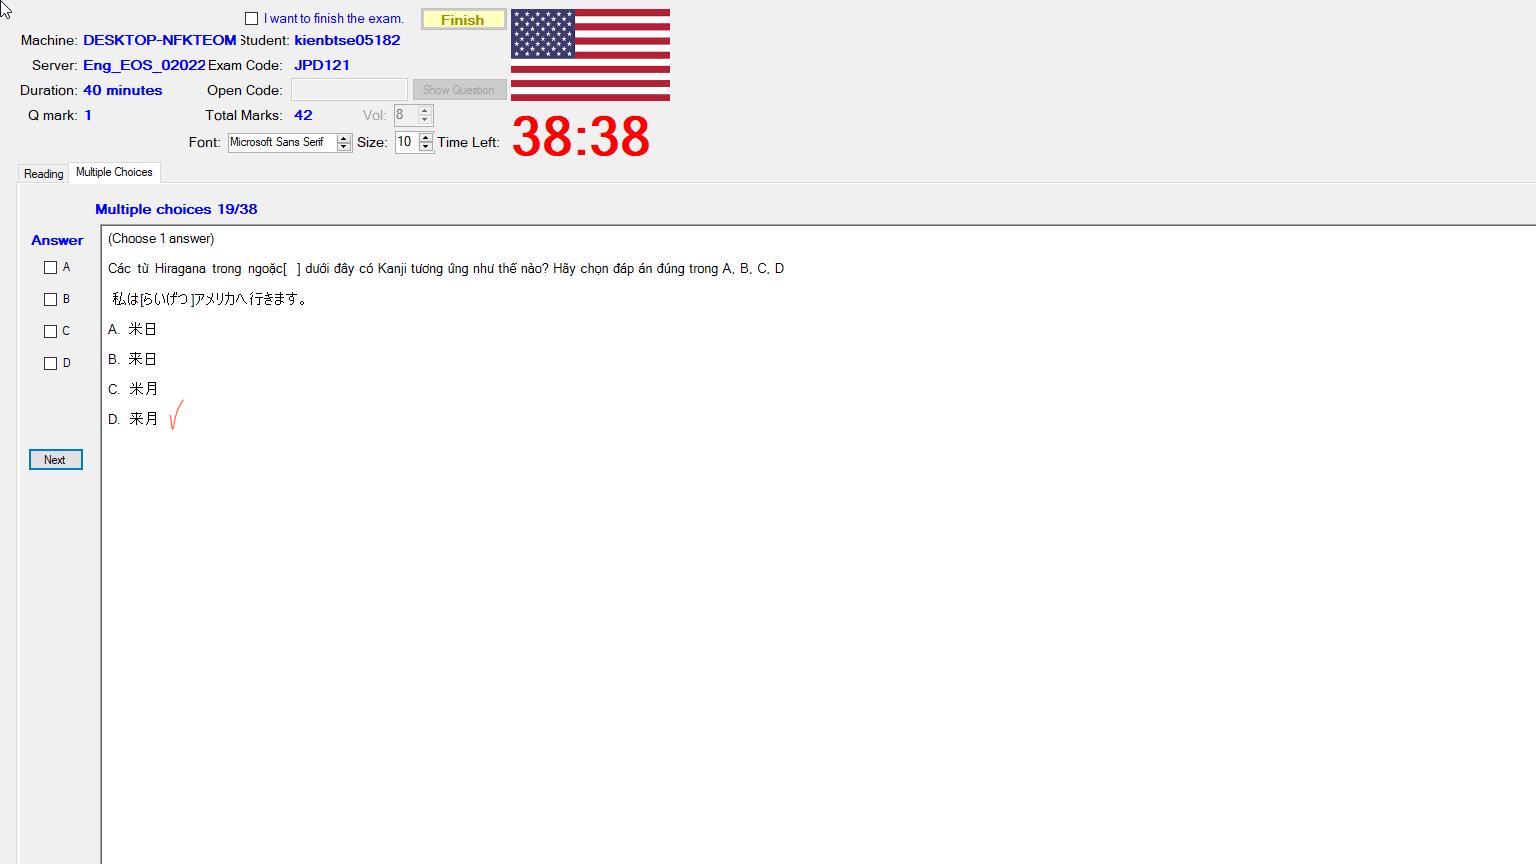 I want to finish the exam. Finish
Machine: DESKTOP-NFKTEOM Student: kienbtse05182
Server: Eng_EOS_02022 Exam Code: JPD121
Duration: 40 minutes Open Code: Show Question
Q mark: 1 Total Marks: 42 Vol: 8
Font: Microsoft Sans Serif Size: 10 Time Left: 38:38
Reading Multiple Choices
Multiple choices 19/38
Answer
A
B
C
D
Next
(Choose 1 answer)
Các từ Hiragana trong ngoặc[ ] dưới đây có Kanji tương ứng như thế nào? Hãy chọn đáp án đúng trong A, B, C, D
私は[らいげつ]アメリカへ行きます。
A. 米日
B. 来日
C. 米月
D. 来月